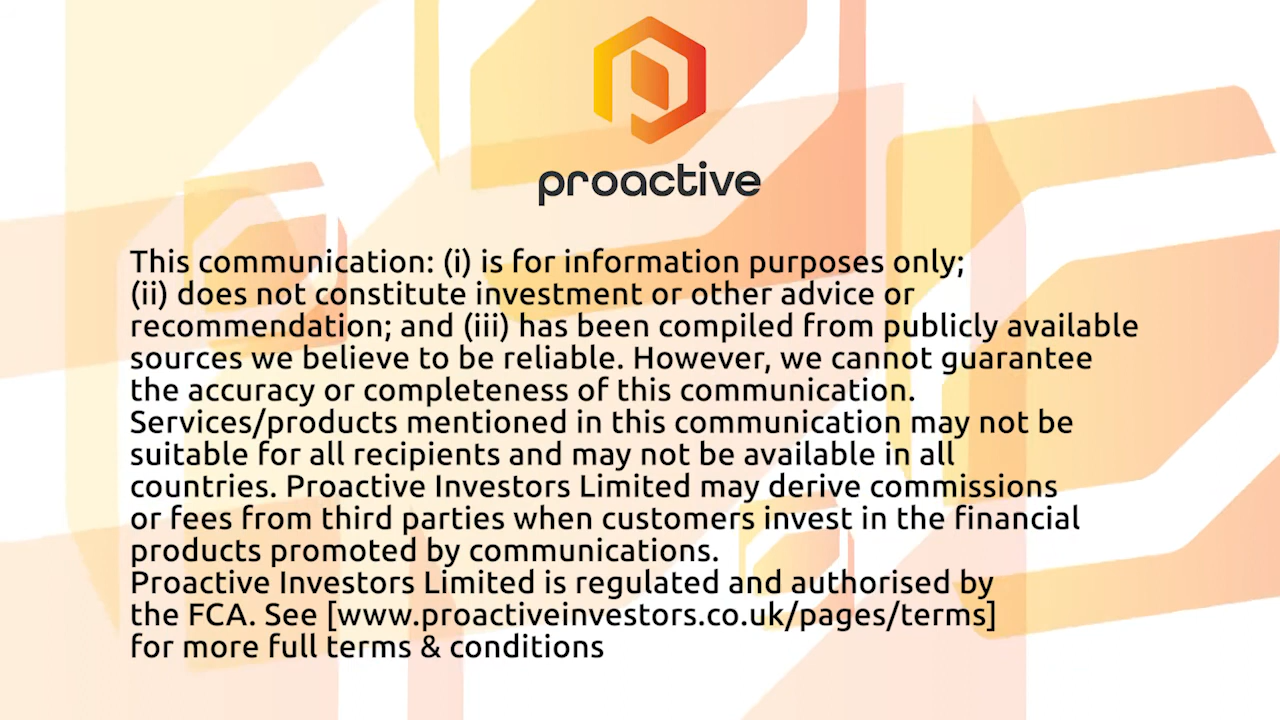 proactive
This communication: (i) is for information purposes only;
(ii) does not constitute investment or other advice or
recommendation; and (iii) has been compiled from publicly available
sources we believe to be reliable. However, we cannot guarantee
the accuracy or completeness of this communication.
Services/products mentioned in this communication may not be
suitable for all recipients and may not be available in all
countries. Proactive Investors Limited may derive commissions
or fees from third parties when customers invest in the financial
products promoted by communications.
Proactive Investors Limited is regulated and authorised by
the FCA. See [www.proactiveinvestors.co.uk/pages/terms]
for more full terms & conditions